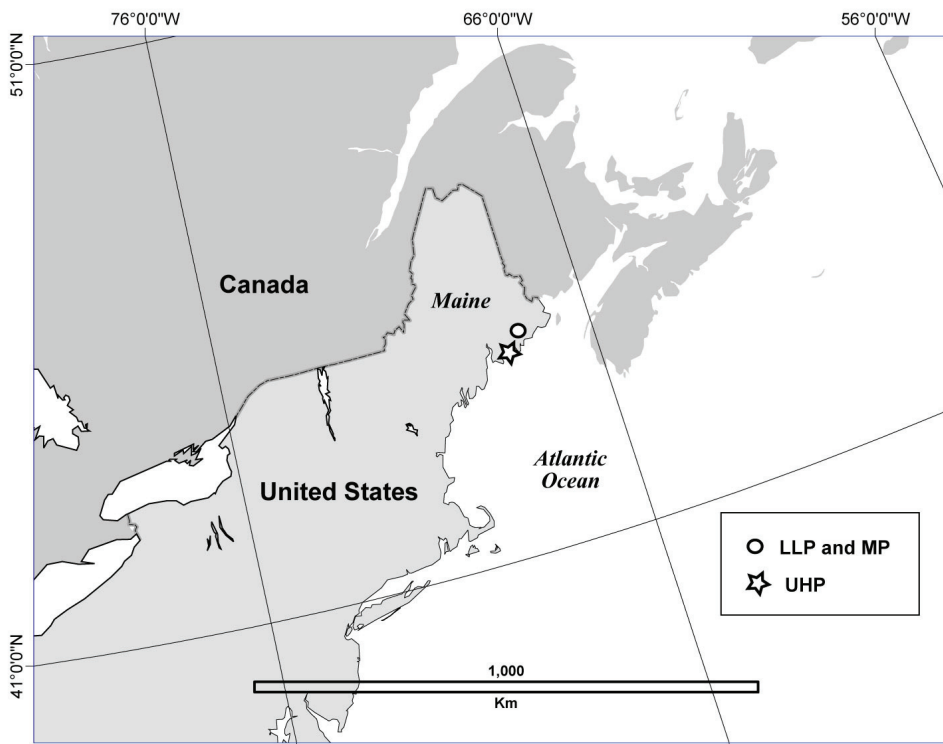 76°0'0"W
66°0'0"W
56°0'0"W
51°0'0"N
Canada
Maine
Atlantic
Ocean
United States
LLP and MP
UHP
41°0'0"N
1,000
Km